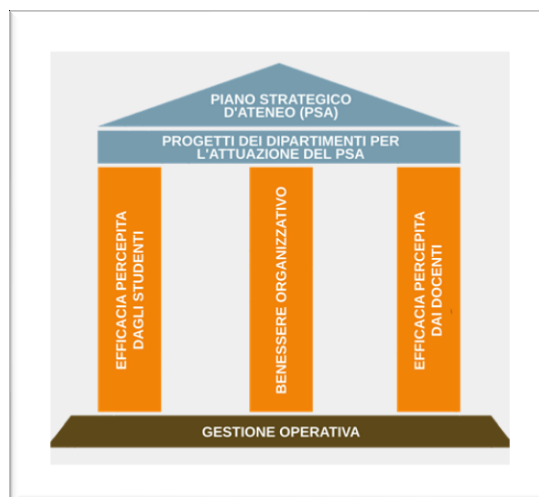 PIANO STRATEGICO
D'ATENEO (PSA)
PROGETTI DEI DIPARTIMENTI PER
L'ATTUAZIONE DEL PSA
EFFICACIA PERCEPITA
DAGLI STUDENTI
BENESSERE ORGANIZZATIVO
EFFICACIA PERCEPITA
DAI DOCENTI
GESTIONE OPERATIVA